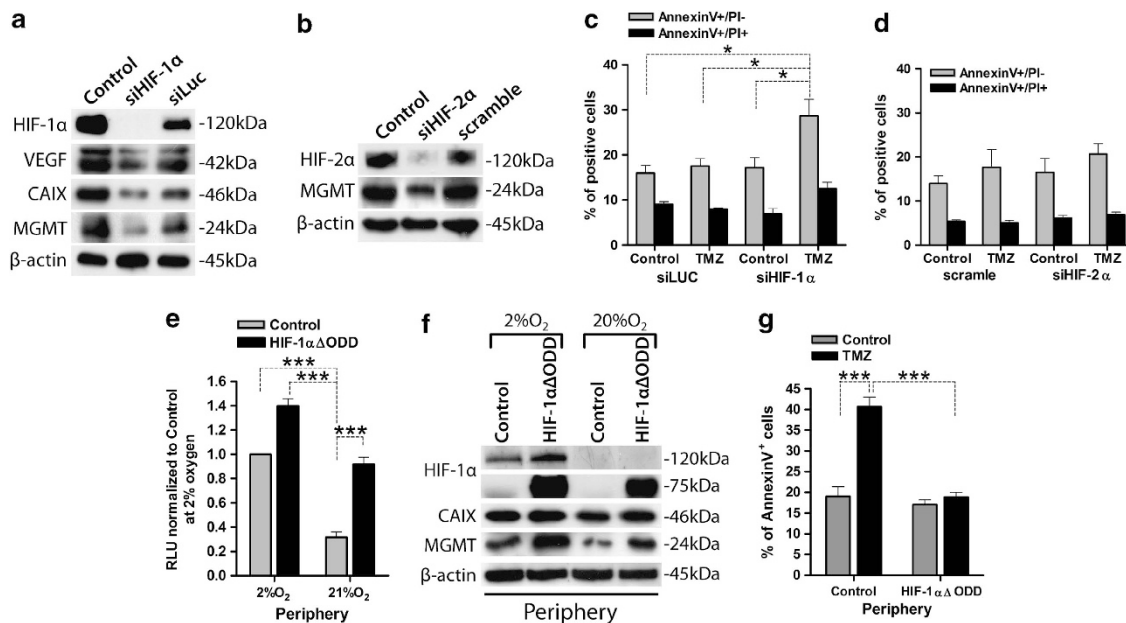 a
Control
siHIF-1α
siLuc
HIF-1α
-120kDa
VEGF
-42kDa
CAIX
-46kDa
MGMT
-24kDa
β-actin
-45kDa
b
Control
siHIF-2α
scramble
HIF-2α
-120kDa
MGMT
-24kDa
β-actin
-45kDa
c
AnnexinV+/PI-
AnnexinV+/PI+
% of positive cells
40
30
20
10
0
* * *
Control TMZ Control TMZ
siLUC siHIF-1α
d
AnnexinV+/PI-
AnnexinV+/PI+
% of positive cells
40
30
20
10
0
Control TMZ Control TMZ
scramle siHIF-2α
e
Control
HIF-1αΔODD
RLU normalized to Control
at 2% oxygen
1.6
1.4
1.2
1.0
0.8
0.6
0.4
0.2
0.0
***
***
***
2%O₂ 21%O₂
Periphery
f
2%O₂ 20%O₂
Control
HIF-1αΔODD
Control
HIF-1αΔODD
HIF-1α
-120kDa
-75kDa
CAIX
-46kDa
MGMT
-24kDa
β-actin
-45kDa
Periphery
g
Control
TMZ
% of AnnexinV⁺ cells
45
40
35
30
25
20
15
10
5
0
*** ***
Control HIF-1αΔ ODD
Periphery